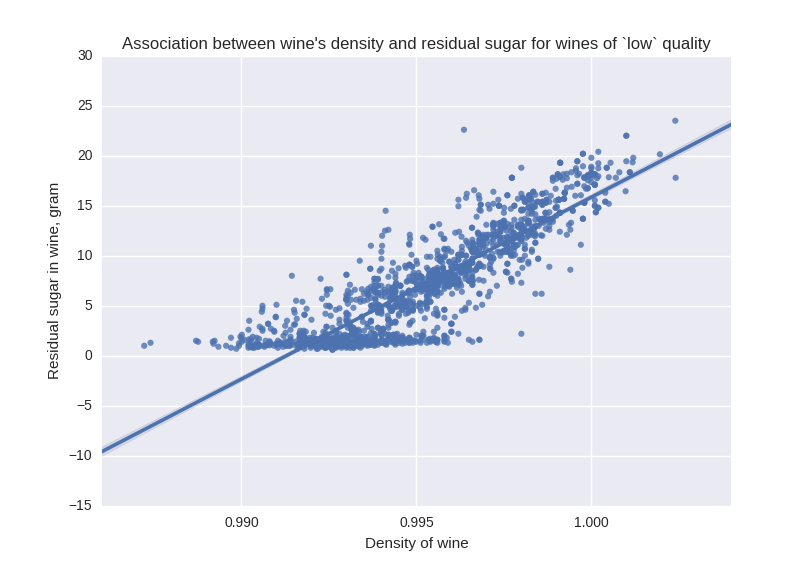 Association between wine's density and residual sugar for wines of `low` quality
30
25
20
15
10
5
0
−5
−10
−15
Residual sugar in wine, gram
0.990 0.995 1.000
Density of wine